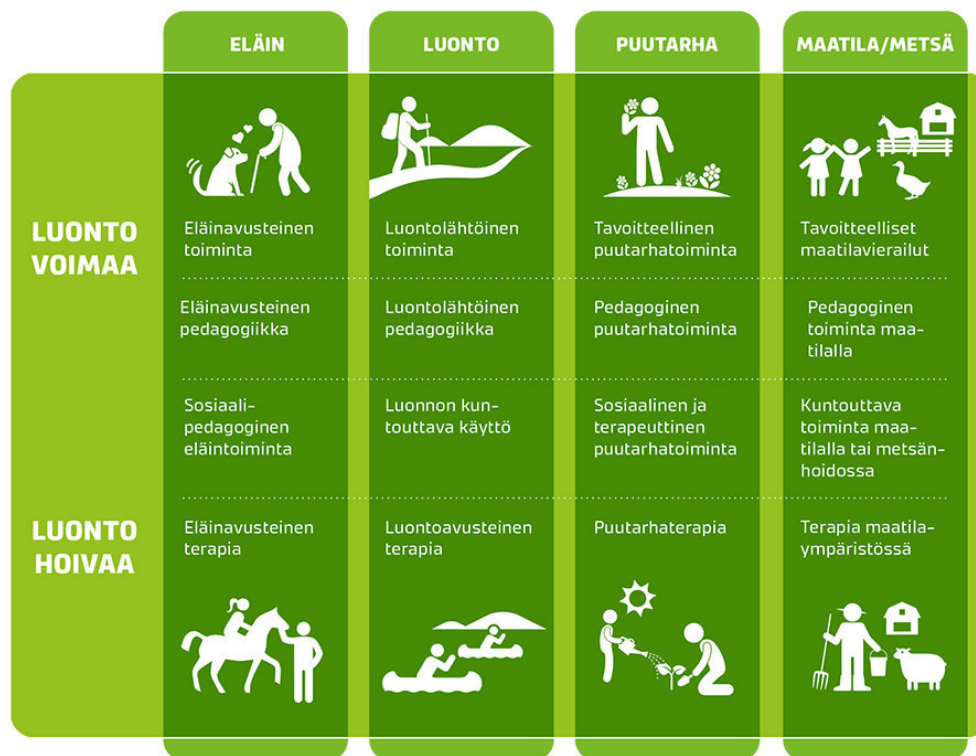 ELÄIN
LUONTO
PUUTARHA
MAATILA/METSÄ
LUONTO
VOIMAA
Eläinavusteinen
toiminta
Luontolähtöinen
toiminta
Tavoitteellinen
puutarhatoiminta
Tavoitteelliset
maatilavierailut
Eläinavusteinen
pedagogiikka
Luontolähtöinen
pedagogiikka
Pedagoginen
puutarhatoiminta
Pedagoginen
toiminta maa-
tilalla
Sosiaali-
pedagoginen
eläintoiminta
Luonnon kun-
touttava käyttö
Sosiaalinen ja
terapeuttinen
puutarhatoiminta
Kuntouttava
toiminta maa-
tilalla tai metsän-
hoidossa
LUONTO
HOIVAA
Eläinavusteinen
terapia
Luontoavusteinen
terapia
Puutarhaterapia
Terapia maatila-
ympäristössä